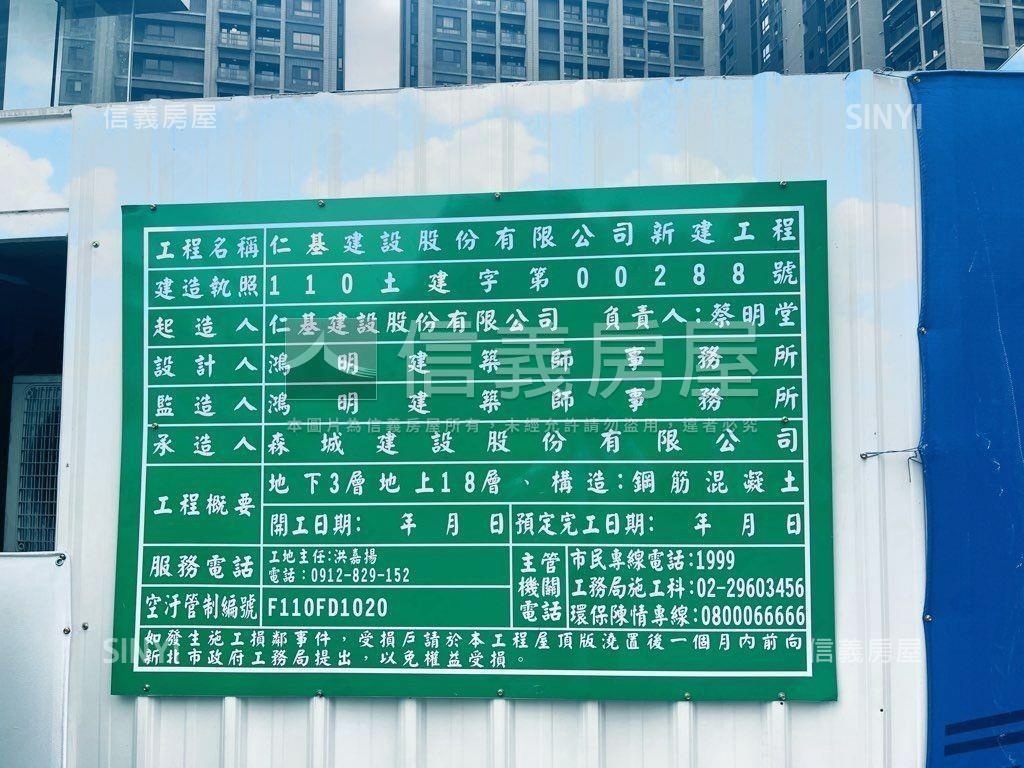 信義房屋 SINYI
工程名稱 仁基建設股份有限公司新建工程
建造執照 110土建字第00288號
起造人 仁基建設股份有限公司 負責人:蔡明堂
設計人 鴻明建築師事務所
信義房屋
監造人 鴻明建築師事務所
本圖片為信義房屋所有,未經允許請勿盜用,違者必究
承造人 森城建設股份有限公司
工程概要 地下3層地上18層、構造:鋼筋混凝土
開工日期: 年 月 日 預定完工日期: 年 月 日
服務電話 工地主任:洪嘉揚
電話:0912-829-152
主管機關電話 市民專線電話:1999
工務局施工科:02-29603456
環保陳情專線:0800066666
空汙管制編號 F110FD1020
如發生施工損鄰事件,受損戶請於本工程屋頂版澆置後一個月內前向
新北市政府工務局提出,以免權益受損。
SINYI 信義房屋